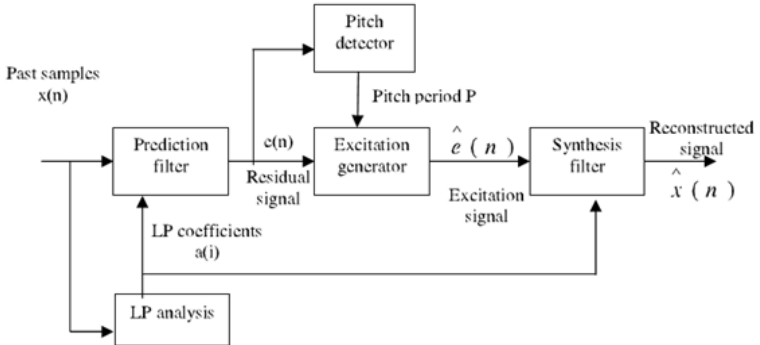 Pitch
detector
Past samples
x(n)
Pitch period P
Prediction
filter
e(n)
Residual
signal
Excitation
generator
^
e ( n )
Excitation
signal
Synthesis
filter
Reconstructed
signal
^
x ( n )
LP coefficients
a(i)
LP analysis